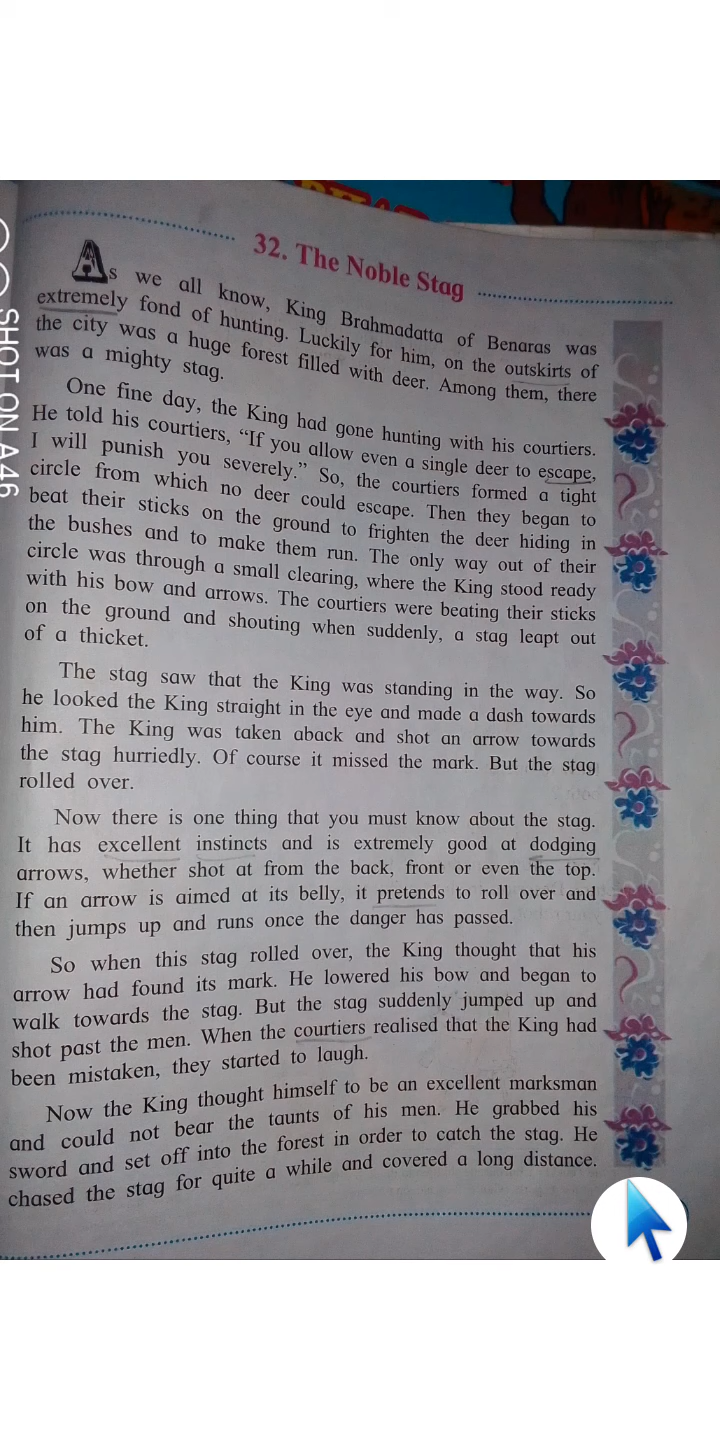 32. The Noble Stag
As we all know, King Brahmadatta of Benaras was
extremely fond of hunting. Luckily for him, on the outskirts of
the city was a huge forest filled with deer. Among them, there
was a mighty stag.
One fine day, the King had gone hunting with his courtiers.
He told his courtiers, “If you allow even a single deer to escape,
I will punish you severely.” So, the courtiers formed a tight
circle from which no deer could escape. Then they began to
beat their sticks on the ground to frighten the deer hiding in
the bushes and to make them run. The only way out of their
circle was through a small clearing, where the King stood ready
with his bow and arrows. The courtiers were beating their sticks
on the ground and shouting when suddenly, a stag leapt out
of a thicket.
The stag saw that the King was standing in the way. So
he looked the King straight in the eye and made a dash towards
him. The King was taken aback and shot an arrow towards
the stag hurriedly. Of course it missed the mark. But the stag
rolled over.
Now there is one thing that you must know about the stag.
It has excellent instincts and is extremely good at dodging
arrows, whether shot at from the back, front or even the top.
If an arrow is aimed at its belly, it pretends to roll over and
then jumps up and runs once the danger has passed.
So when this stag rolled over, the King thought that his
arrow had found its mark. He lowered his bow and began to
walk towards the stag. But the stag suddenly jumped up and
shot past the men. When the courtiers realised that the King had
been mistaken, they started to laugh.
Now the King thought himself to be an excellent marksman
and could not bear the taunts of his men. He grabbed his
sword and set off into the forest in order to catch the stag. He
chased the stag for quite a while and covered a long distance.
SHOT ON A46